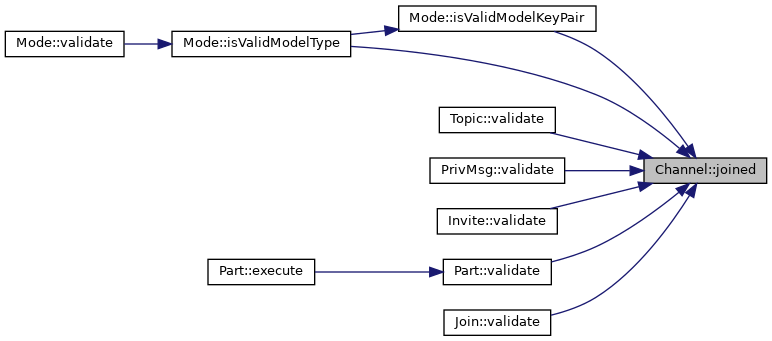 Mode::isValidModelKeyPair
Mode::validate
Mode::isValidModelType
Topic::validate
PrivMsg::validate
Channel::joined
Invite::validate
Part::execute
Part::validate
Join::validate